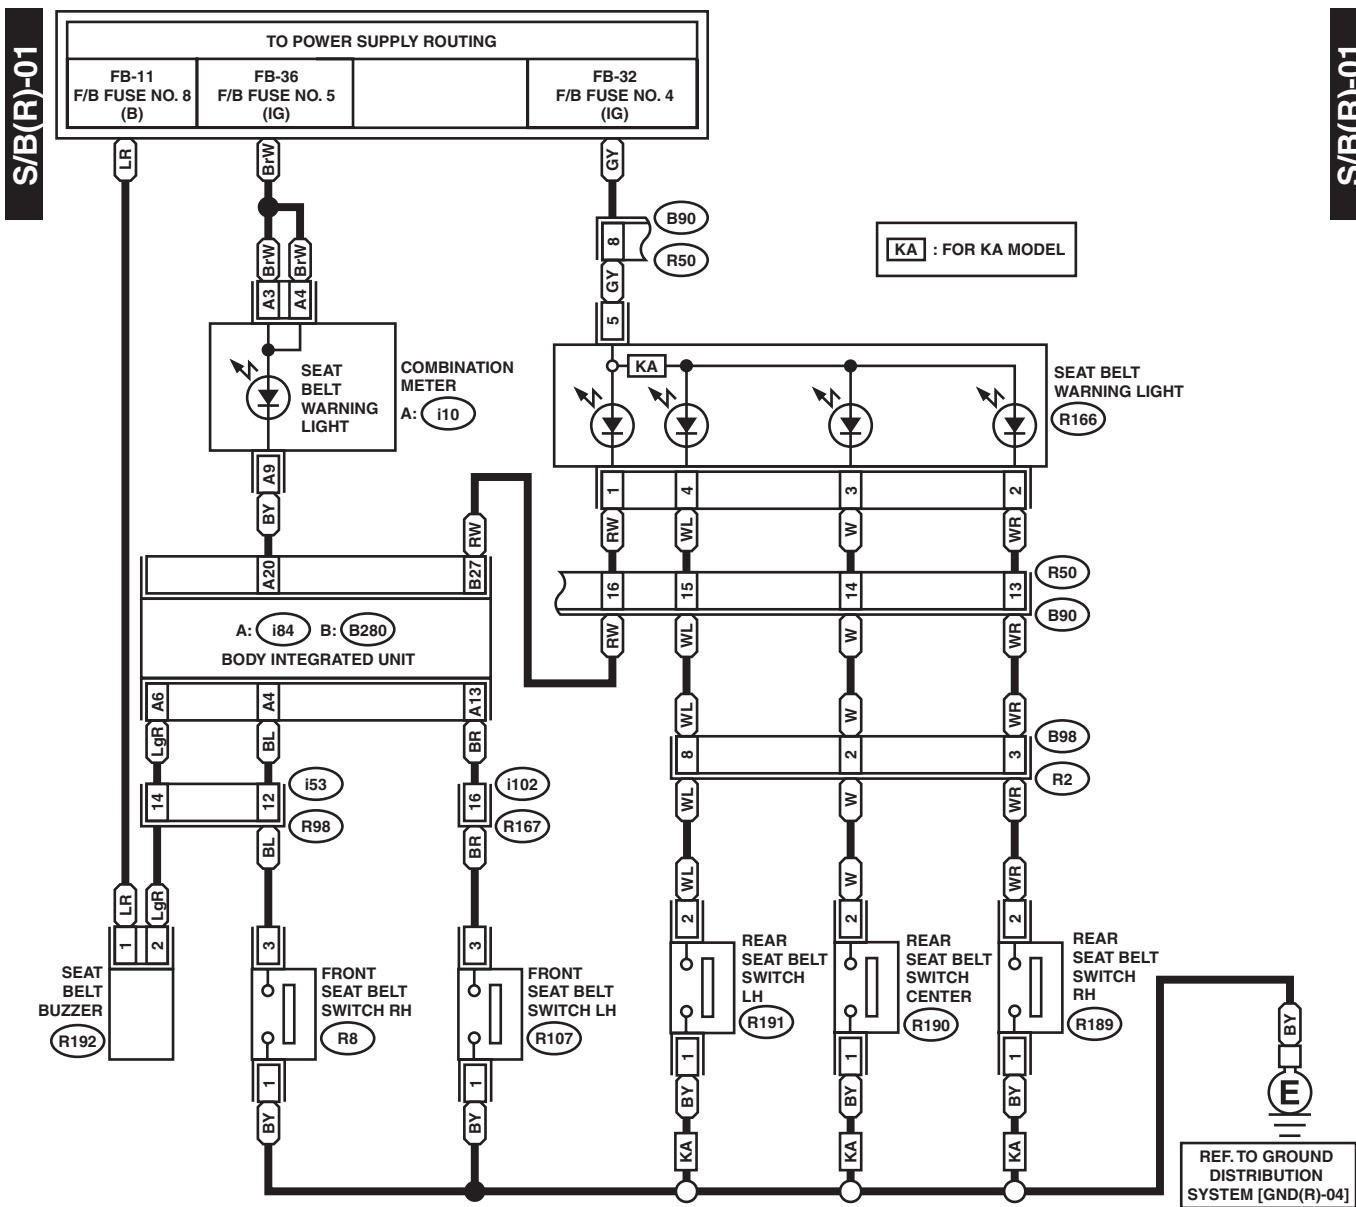 S/B(R)-01
S/B(R)-01
TO POWER SUPPLY ROUTING
FB-11
F/B FUSE NO. 8
(B)
FB-36
F/B FUSE NO. 5
(IG)
FB-32
F/B FUSE NO. 4
(IG)
LR
BrW
GY
B90
8
R50
KA : FOR KA MODEL
BrW
BrW
GY
A3
A4
5
SEAT
BELT
WARNING
LIGHT
COMBINATION
METER
A: i10
KA
SEAT BELT
WARNING LIGHT
R166
A9
1
4
3
2
BY
RW
RW
WL
W
WR
A20
B27
16
15
14
13
R50
B90
A: i84 B: B280
BODY INTEGRATED UNIT
RW
WL
W
WR
A6
A4
A13
LgR
BL
BR
WL
W
WR
8
2
3
B98
R2
14
12
i53
R98
16
i102
R167
BL
BR
WL
W
WR
LR
LgR
WL
W
WR
1
2
3
3
2
2
2
SEAT
BELT
BUZZER
R192
FRONT
SEAT BELT
SWITCH RH
R8
FRONT
SEAT BELT
SWITCH LH
R107
REAR
SEAT BELT
SWITCH
LH
R191
REAR
SEAT BELT
SWITCH
CENTER
R190
REAR
SEAT BELT
SWITCH
RH
R189
1
1
1
1
1
BY
BY
BY
BY
BY
BY
KA
KA
KA
E
REF. TO GROUND
DISTRIBUTION
SYSTEM [GND(R)-04]